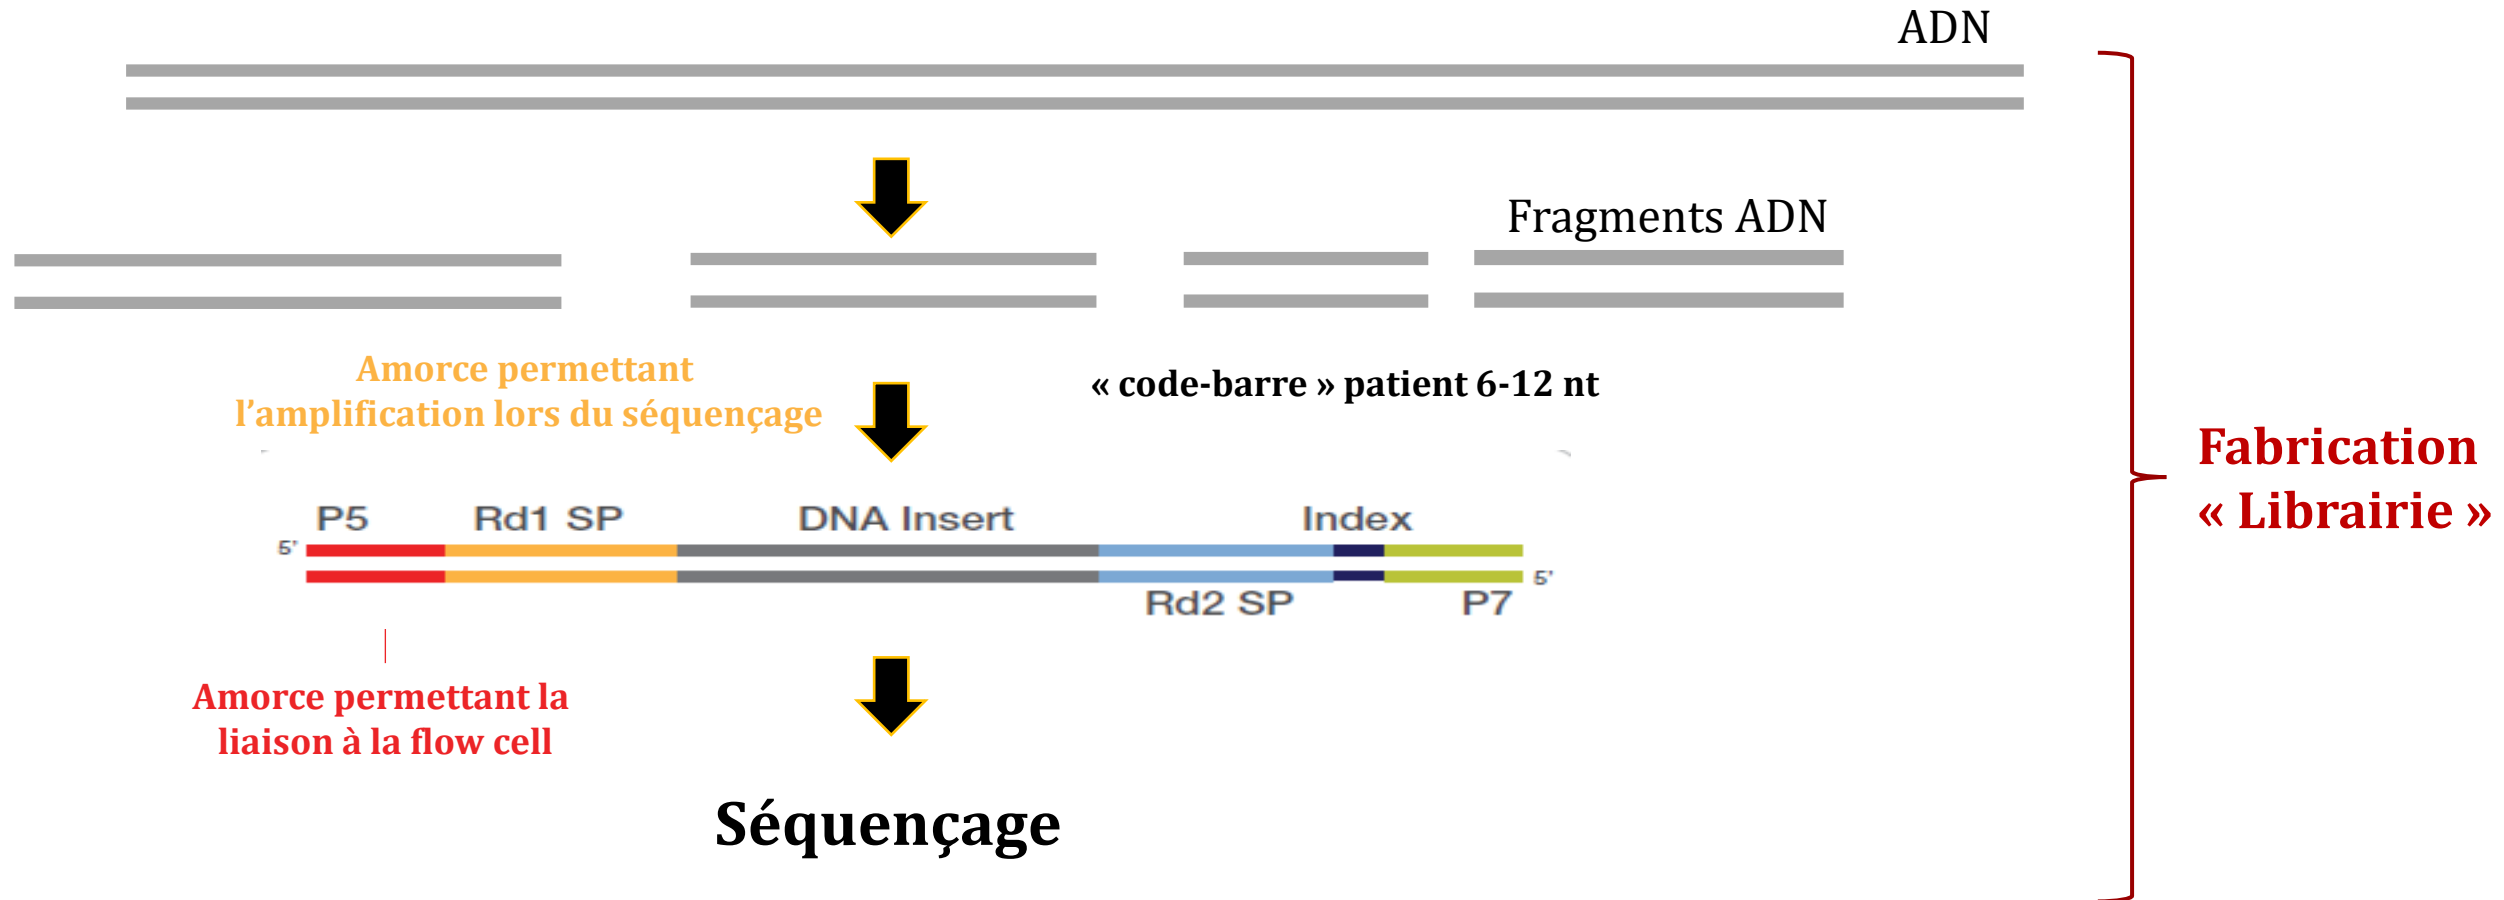 ADN
Fragments ADN
Amorce permettant
l’amplification lors du séquençage
« code-barre » patient 6-12 nt
Fabrication
« Librairie »
P5 Rd1 SP DNA Insert Index
5’
5’
Rd2 SP P7
Amorce permettant la
liaison à la flow cell
Séquençage